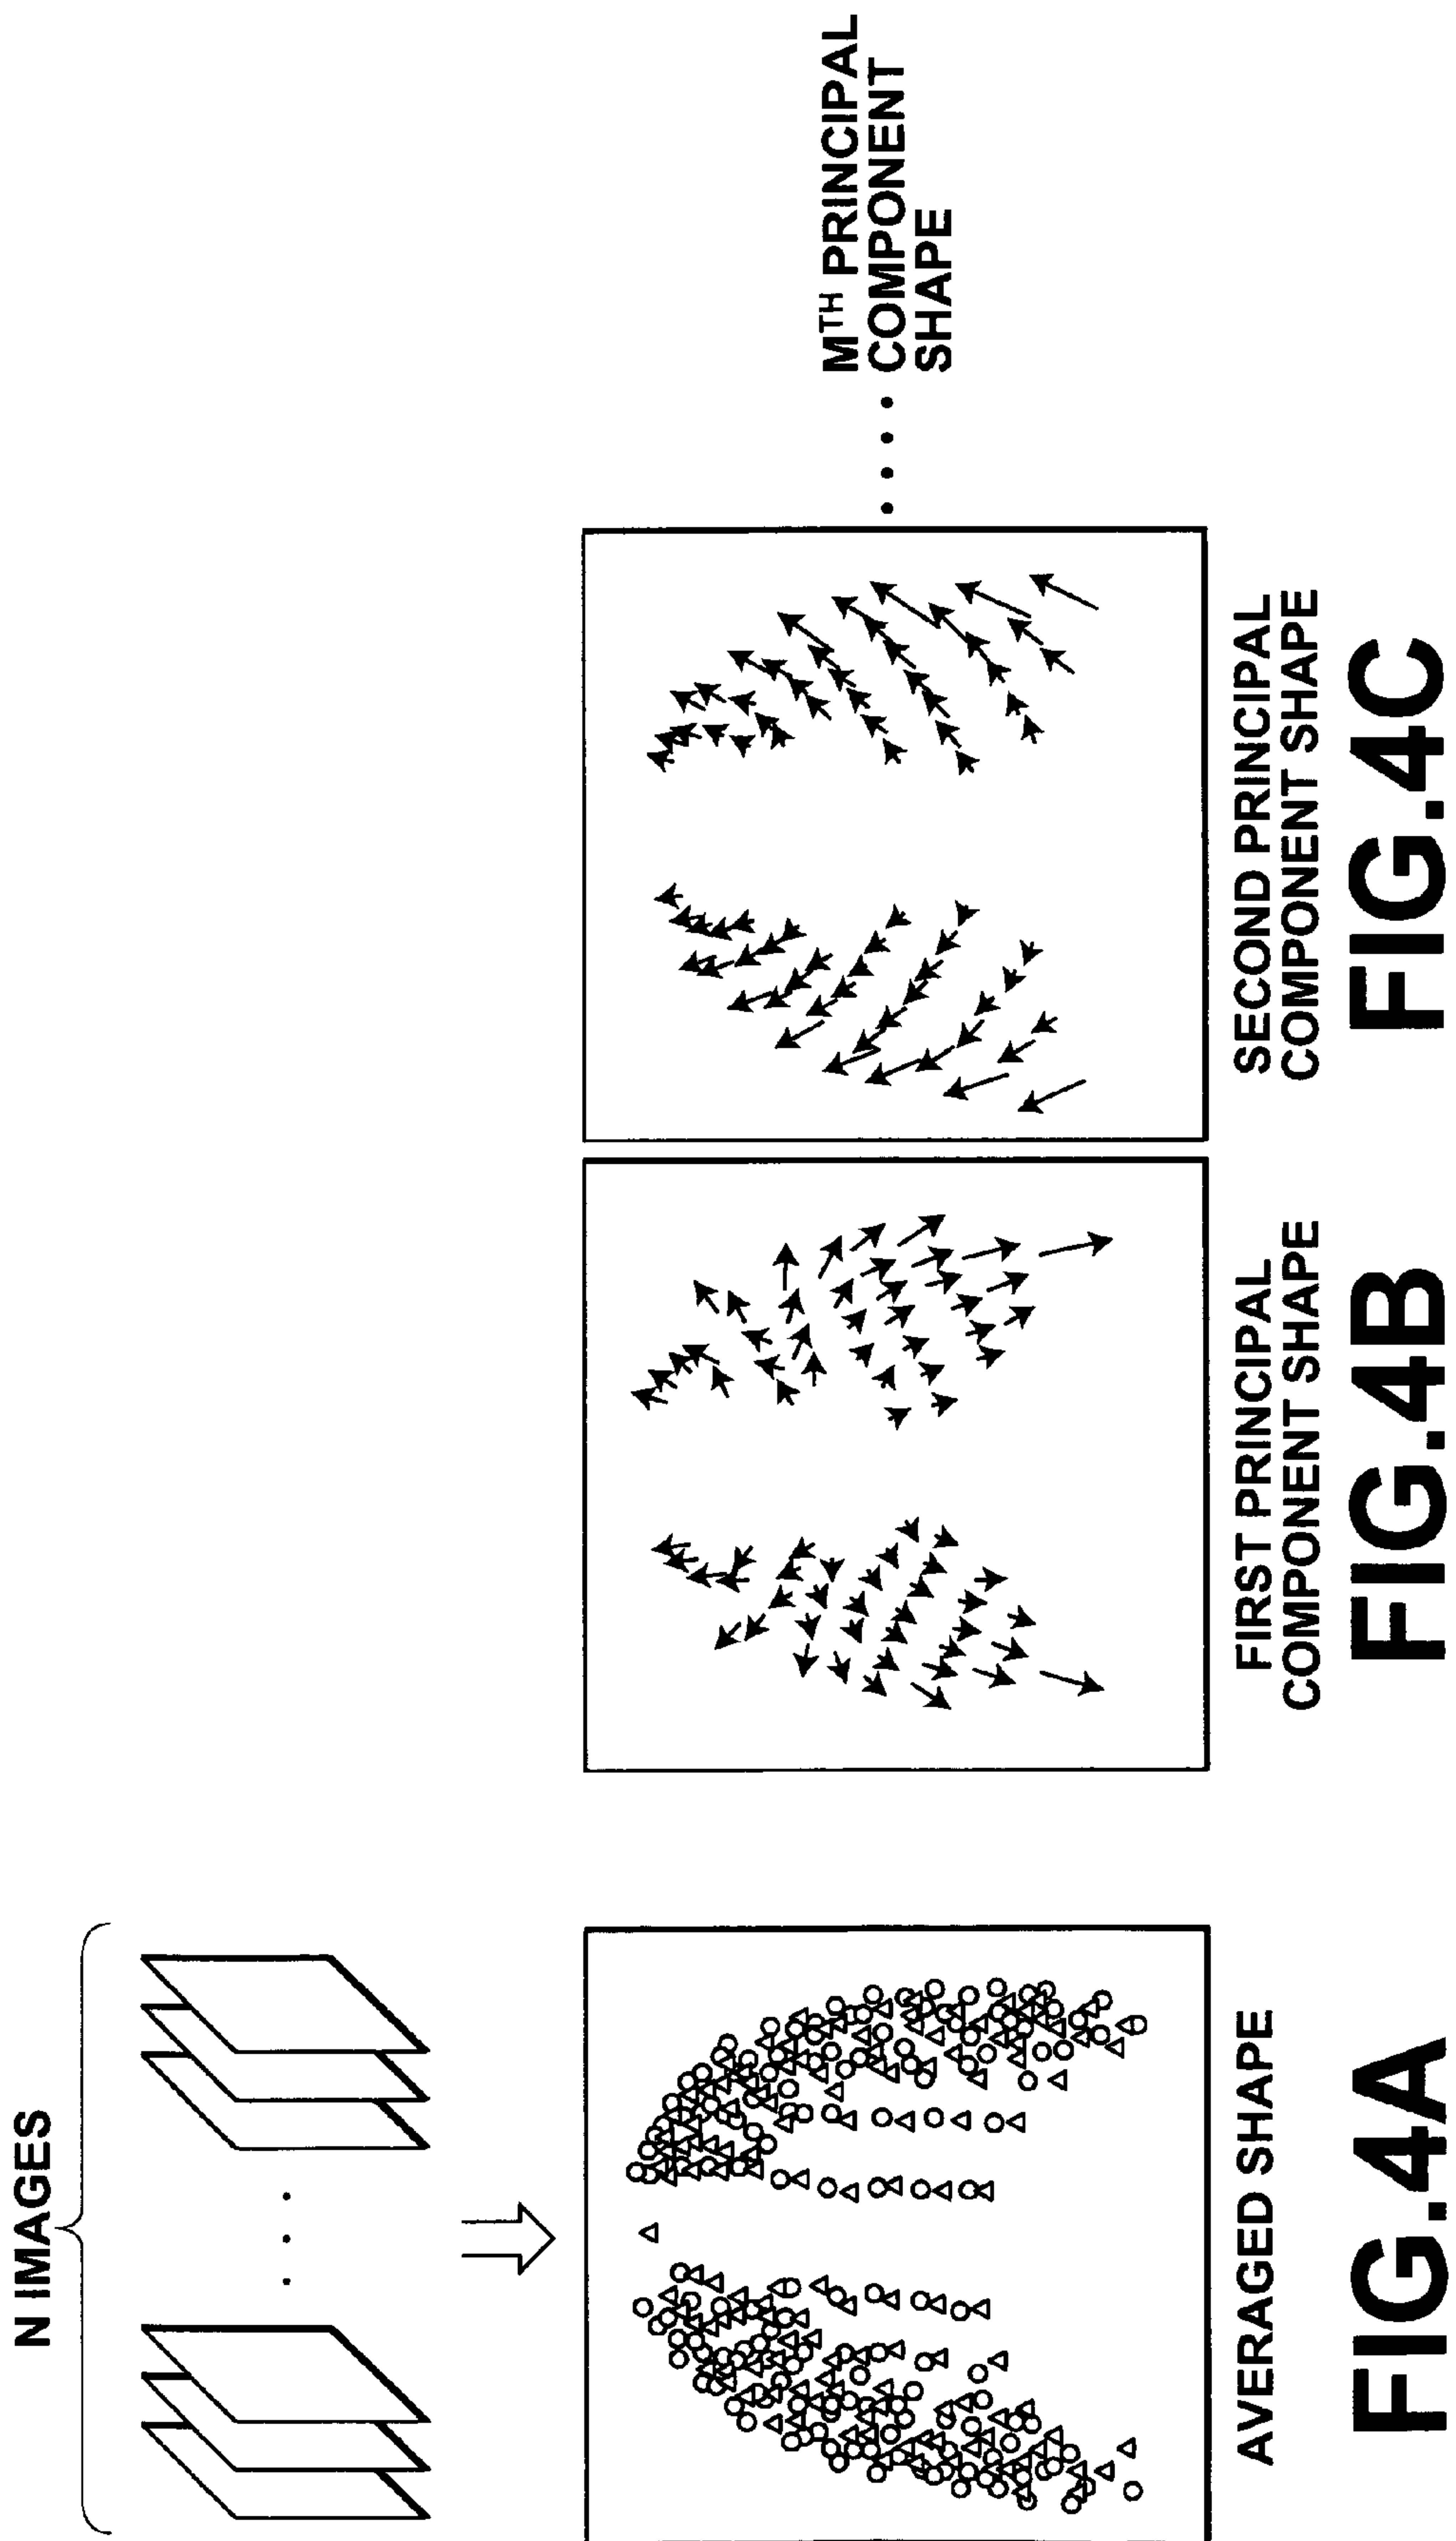 N IMAGES
AVERAGED SHAPE
FIG.4A
FIRST PRINCIPAL
COMPONENT SHAPE
FIG.4B
SECOND PRINCIPAL
COMPONENT SHAPE
FIG.4C
MTH PRINCIPAL
COMPONENT
SHAPE